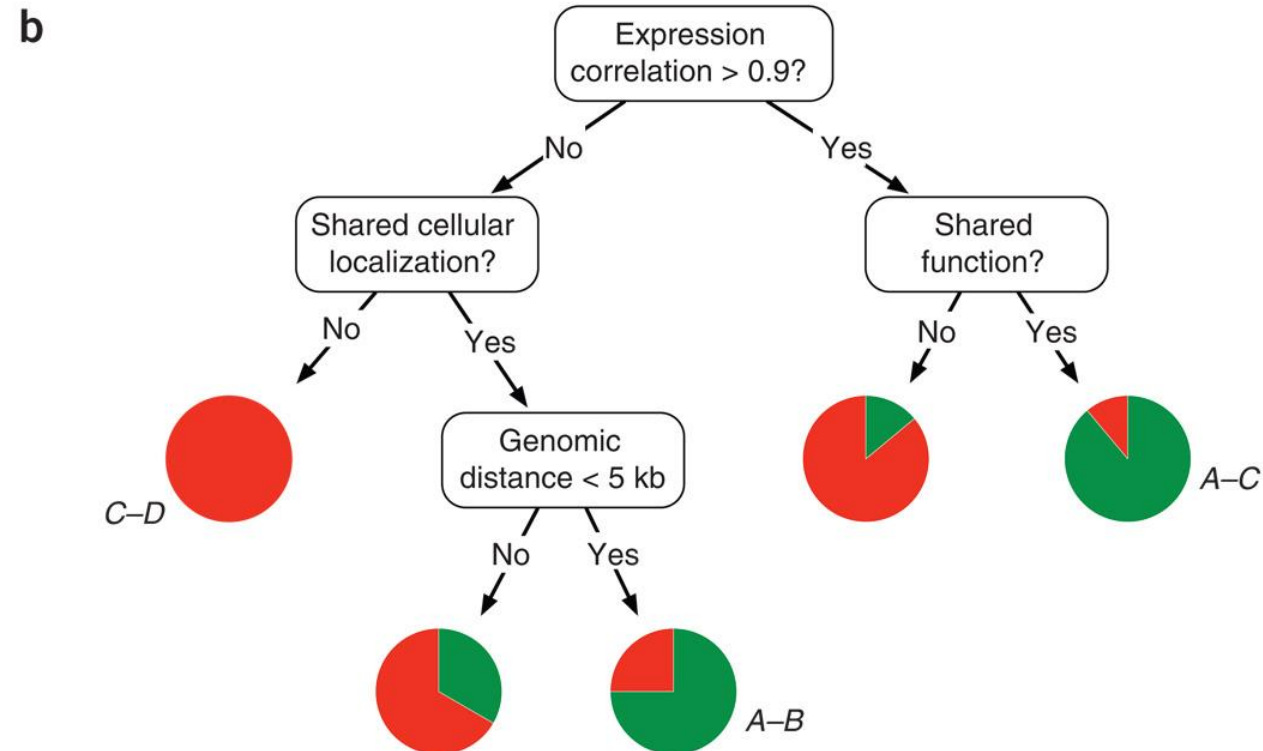 b
Expression
correlation > 0.9?
No
Yes
Shared cellular
localization?
Shared
function?
No
Yes
No
Yes
Genomic
distance < 5 kb
C–D
A–C
No
Yes
A–B